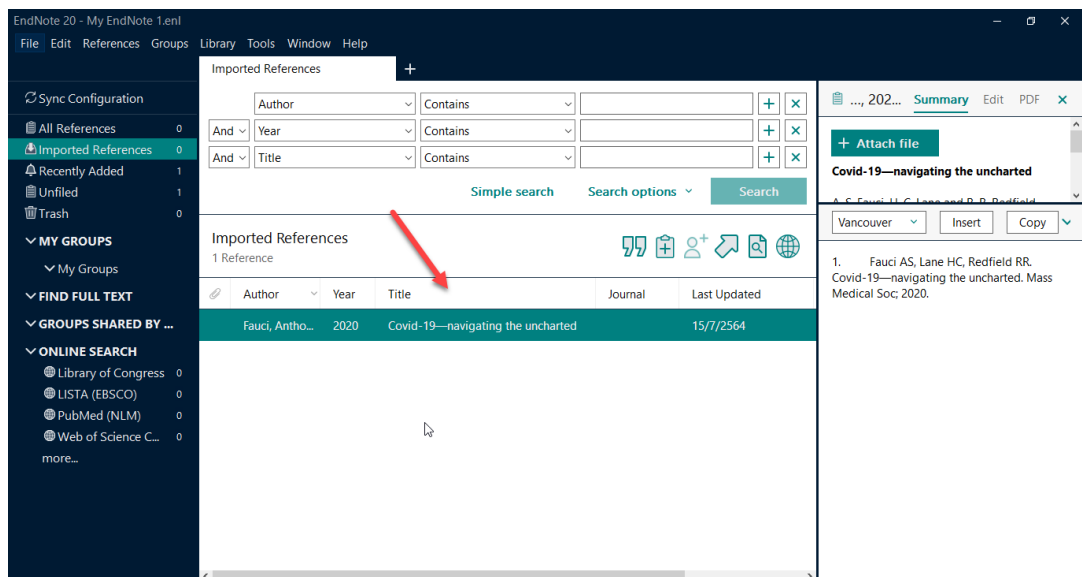 EndNote 20 - My EndNote 1.enl
File Edit References Groups Library Tools Window Help
Imported References
Sync Configuration
All References 0
Imported References 0
Recently Added 1
Unfiled 1
Trash 0
MY GROUPS
My Groups
FIND FULL TEXT
GROUPS SHARED BY ...
ONLINE SEARCH
Library of Congress 0
LISTA (EBSCO) 0
PubMed (NLM) 0
Web of Science C... 0
more...
Author Contains
And Year Contains
And Title Contains
Simple search Search options Search
Imported References
1 Reference
Author Year Title Journal Last Updated
Fauci, Antho... 2020 Covid-19—navigating the uncharted 15/7/2564
..., 202... Summary Edit PDF
+ Attach file
Covid-19—navigating the uncharted
A. S. Fauci, H. C. Lane and R. R. Redfield
Vancouver Insert Copy
1. Fauci AS, Lane HC, Redfield RR.
Covid-19—navigating the uncharted. Mass
Medical Soc; 2020.